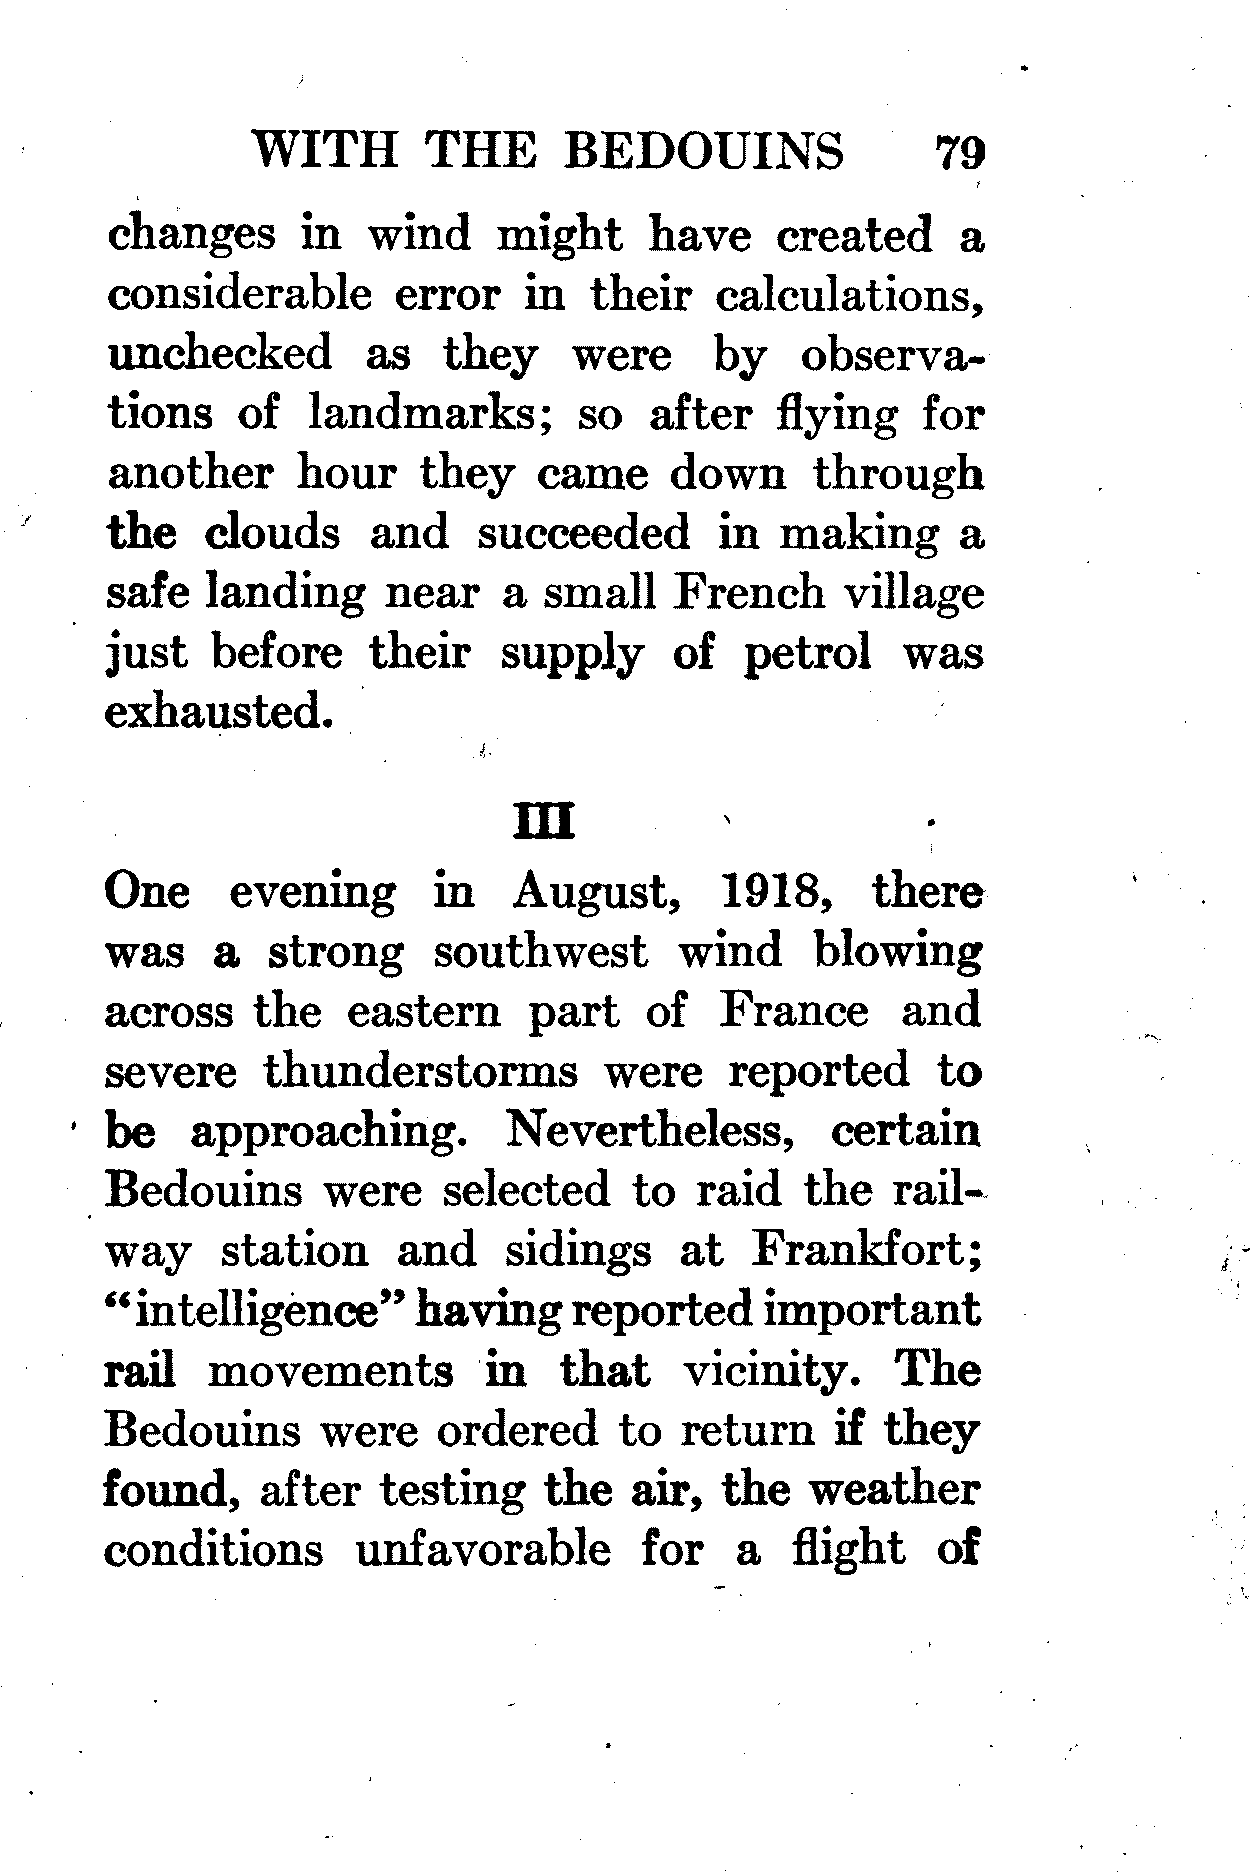 WITH THE BEDOUINS 79
changes in wind might have created a
considerable error in their calculations,
unchecked as they were by observa-
tions of landmarks; so after flying for
another hour they came down through
the clouds and succeeded in making a
safe landing near a small French village
just before their supply of petrol was
exhausted.
III
One evening in August, 1918, there
was a strong southwest wind blowing
across the eastern part of France and
severe thunderstorms were reported to
be approaching. Nevertheless, certain
Bedouins were selected to raid the rail-
way station and sidings at Frankfort;
“intelligence” having reported important
rail movements in that vicinity. The
Bedouins were ordered to return if they
found, after testing the air, the weather
conditions unfavorable for a flight of